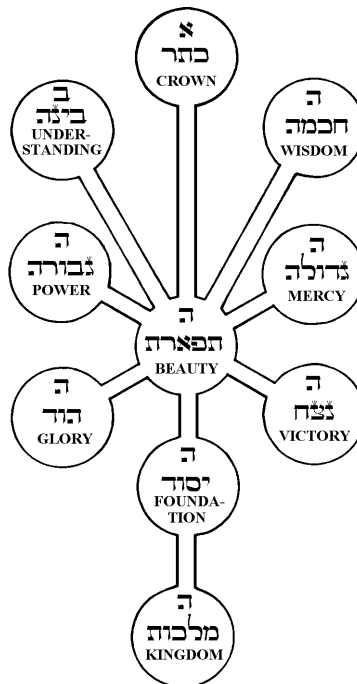 א
כתר
CROWN
ב
בינה
UNDER-
STANDING
ה
חכמה
WISDOM
ה
גבורה
POWER
ה
גדולה
MERCY
ה
תפארת
BEAUTY
ה
הוד
GLORY
ה
נצח
VICTORY
ה
יסוד
FOUNDA-
TION
ה
מלכות
KINGDOM